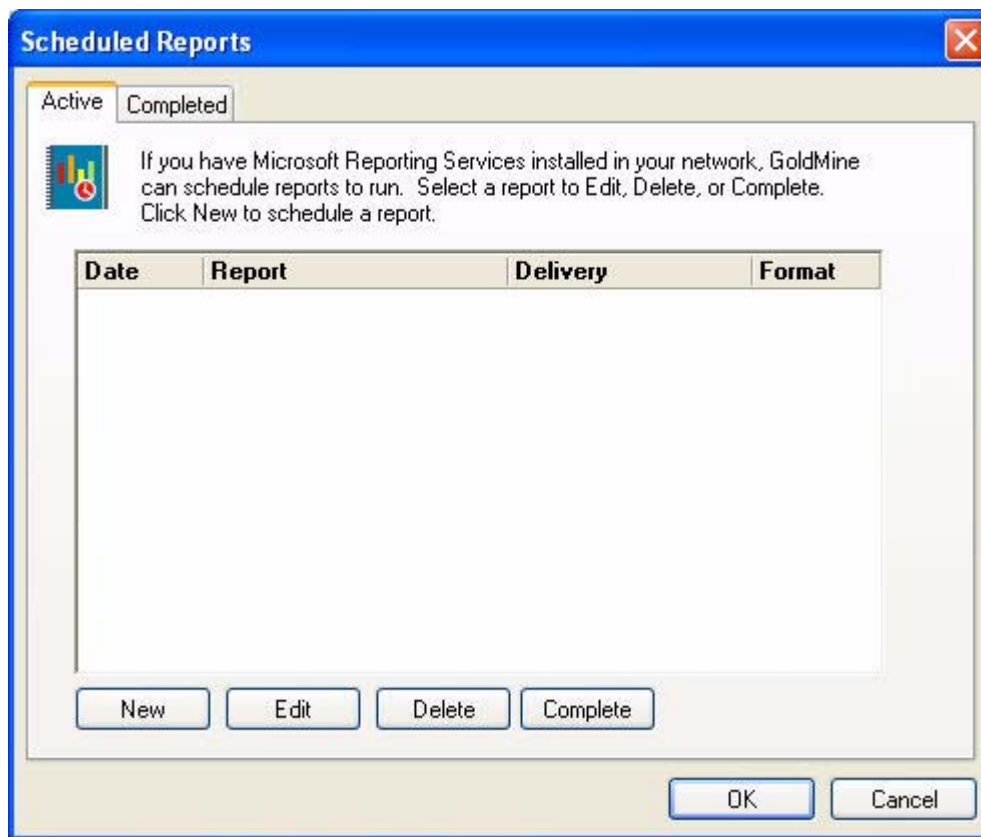 Scheduled Reports
Active Completed
If you have Microsoft Reporting Services installed in your network, GoldMine
can schedule reports to run.  Select a report to Edit, Delete, or Complete.
Click New to schedule a report.
Date Report Delivery Format
New Edit Delete Complete
OK Cancel